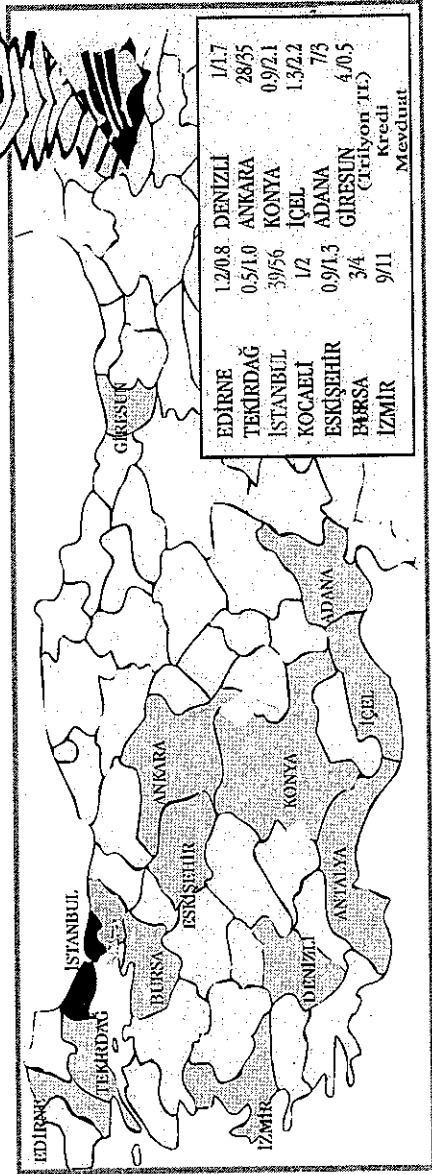 EDİRNE
TEKİRDAĞ
İSTANBUL
BURSA
ESKİŞEHİR
ANKARA
İZMİR
DENİZLİ
ANTALYA
KONYA
İÇEL
ADANA
GİRESUN
EDİRNE 1.2/0.8 DENİZLİ 1/1.7
TEKİRDAĞ 0.5/1.0 ANKARA 28/35
İSTANBUL 39/56 KONYA 0.9/2.1
KOCAELİ 1/2 İÇEL 1.3/2.2
ESKİŞEHİR 0.9/1.3 ADANA 7/3
BURSA 3/4 GİRESUN 4/0.5
İZMİR 9/11 (Trilyon TL)
Kredi
Mevduat